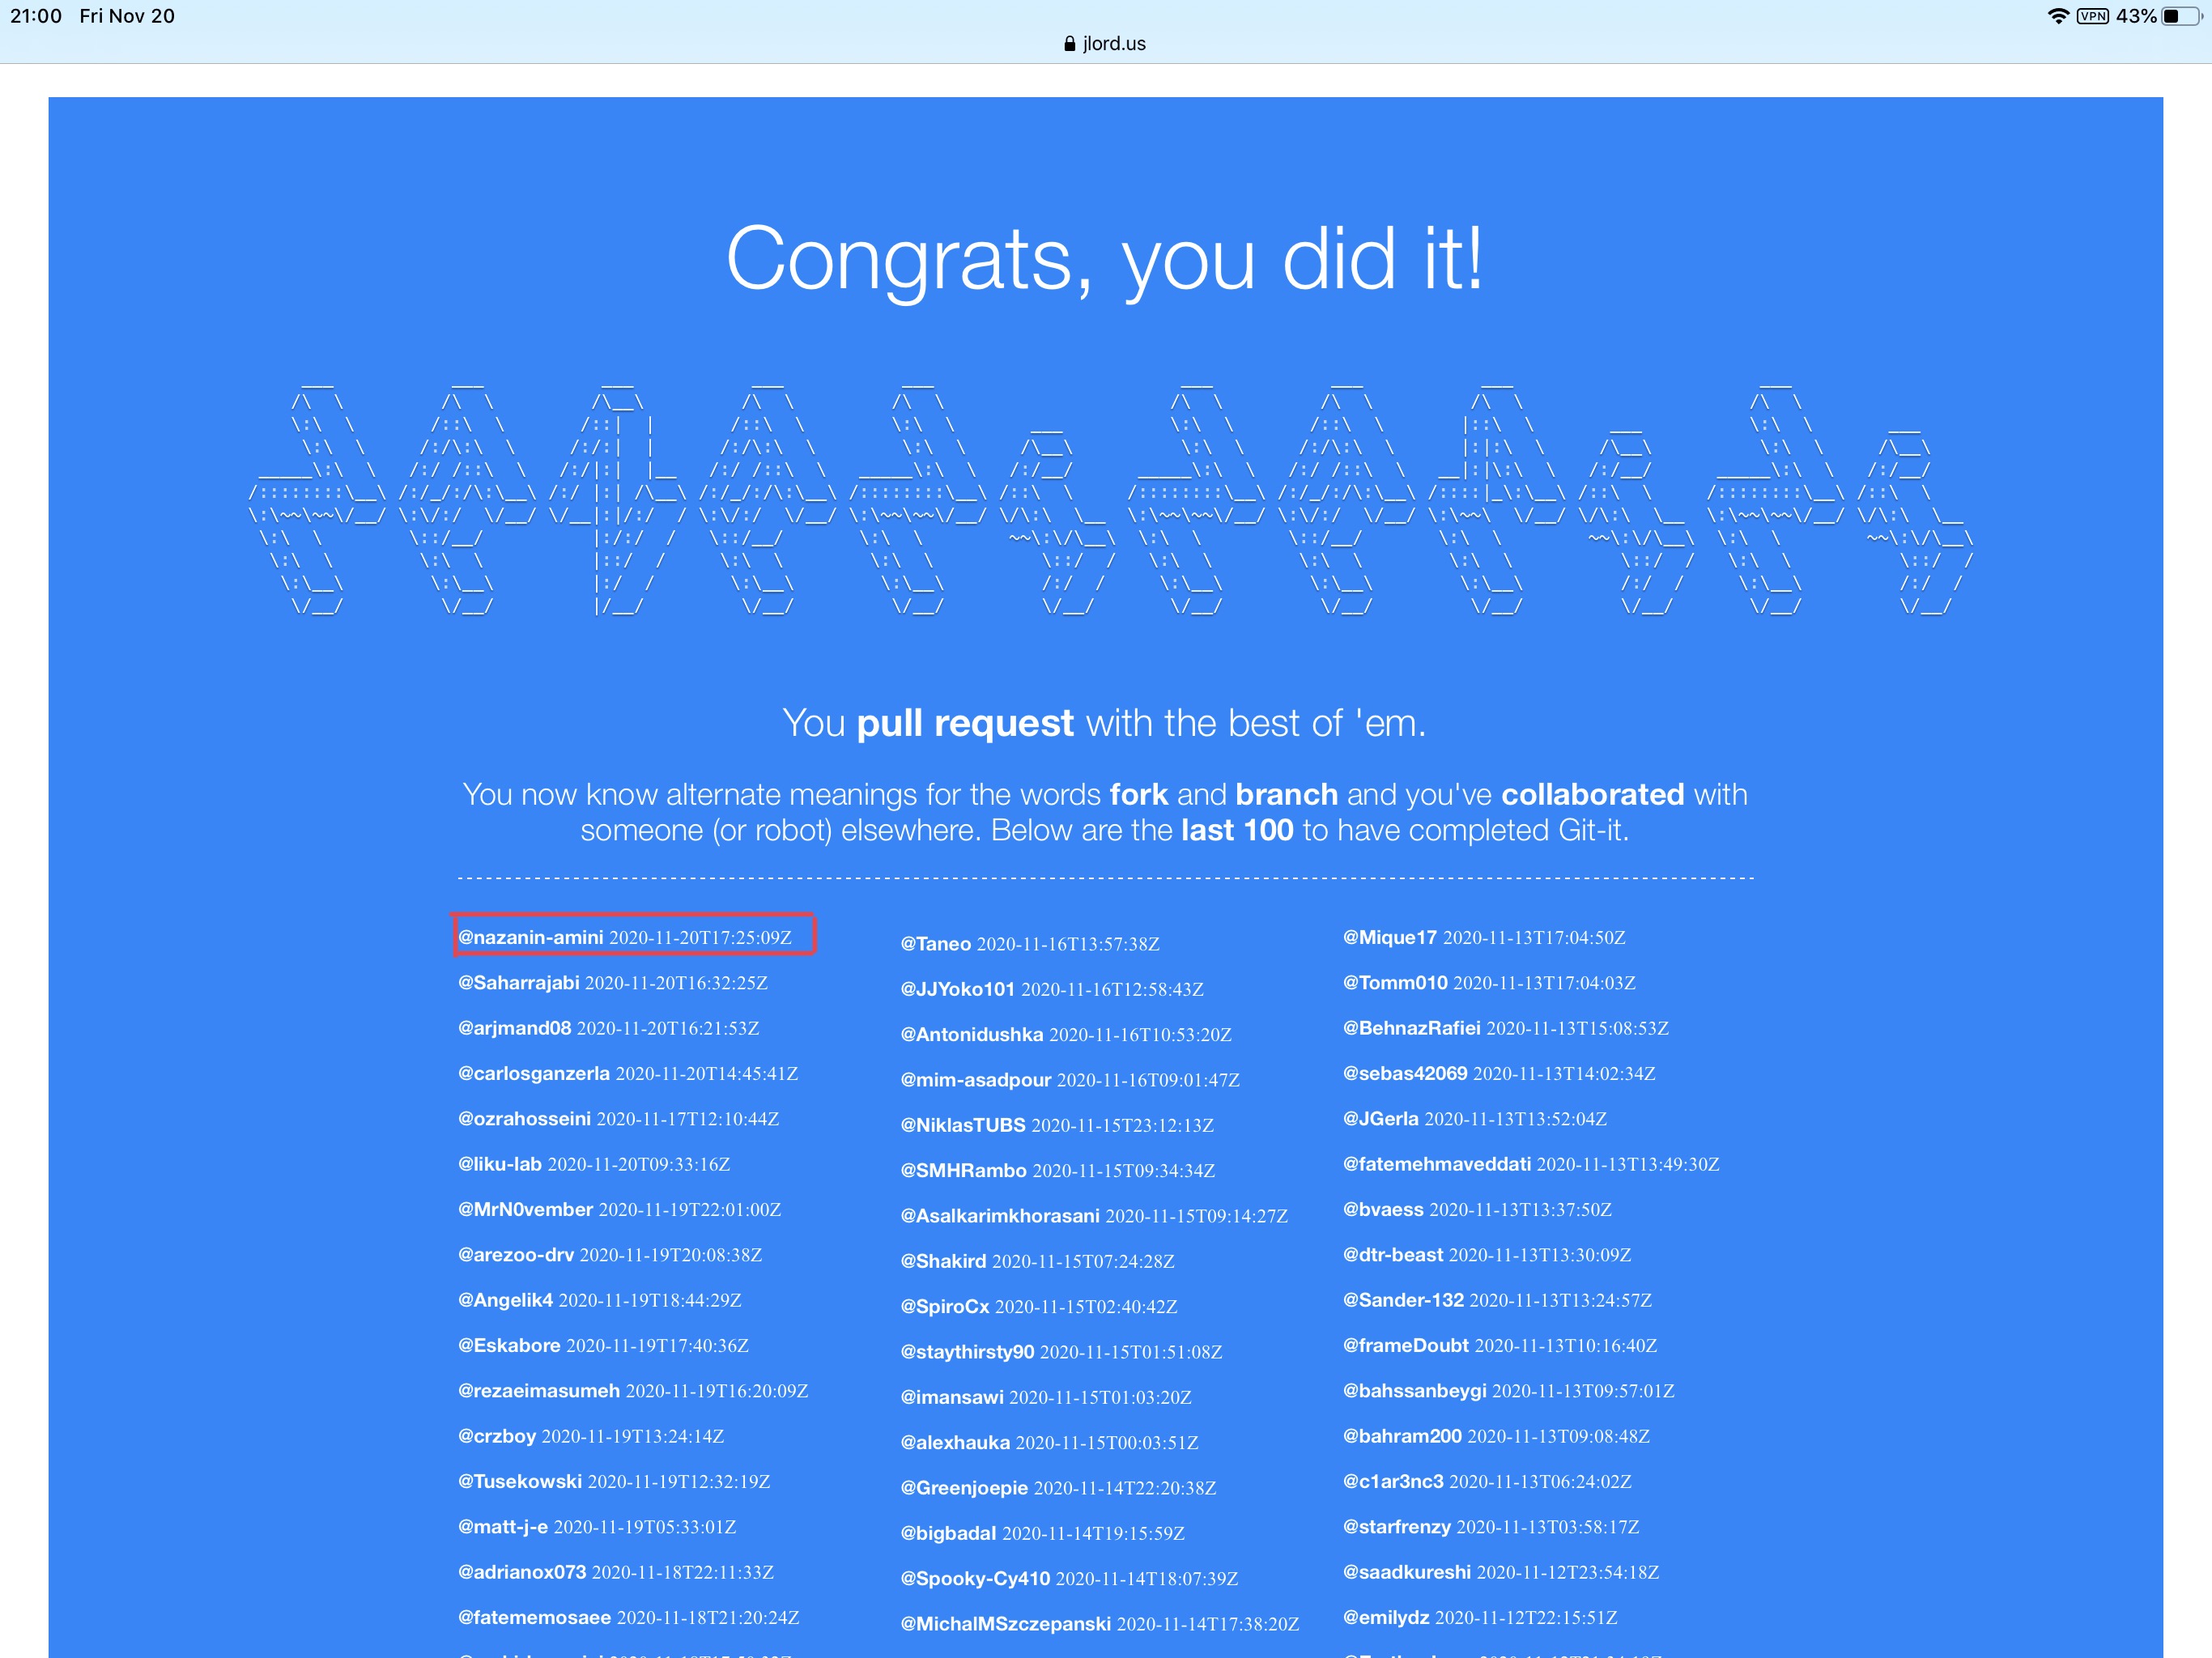 21:00 Fri Nov 20
VPN 43%
jlord.us
Congrats, you did it!
You pull request with the best of 'em.
You now know alternate meanings for the words fork and branch and you've collaborated with
someone (or robot) elsewhere. Below are the last 100 to have completed Git-it.
@nazanin-amini 2020-11-20T17:25:09Z
@Saharrajabi 2020-11-20T16:32:25Z
@arjmand08 2020-11-20T16:21:53Z
@carlosganzerla 2020-11-20T14:45:41Z
@ozrahosseini 2020-11-17T12:10:44Z
@liku-lab 2020-11-20T09:33:16Z
@MrN0vember 2020-11-19T22:01:00Z
@arezoo-drv 2020-11-19T20:08:38Z
@Angelik4 2020-11-19T18:44:29Z
@Eskabore 2020-11-19T17:40:36Z
@rezaeimasumeh 2020-11-19T16:20:09Z
@crzboy 2020-11-19T13:24:14Z
@Tusekowski 2020-11-19T12:32:19Z
@matt-j-e 2020-11-19T05:33:01Z
@adrianox073 2020-11-18T22:11:33Z
@fatememosaee 2020-11-18T21:20:24Z
@Taneo 2020-11-16T13:57:38Z
@JJYoko101 2020-11-16T12:58:43Z
@Antonidushka 2020-11-16T10:53:20Z
@mim-asadpour 2020-11-16T09:01:47Z
@NiklasTUBS 2020-11-15T23:12:13Z
@SMHRambo 2020-11-15T09:34:34Z
@Asalkarimkhorasani 2020-11-15T09:14:27Z
@Shakird 2020-11-15T07:24:28Z
@SpiroCx 2020-11-15T02:40:42Z
@staythirsty90 2020-11-15T01:51:08Z
@imansawi 2020-11-15T01:03:20Z
@alexhauka 2020-11-15T00:03:51Z
@Greenjoepie 2020-11-14T22:20:38Z
@bigbadal 2020-11-14T19:15:59Z
@Spooky-Cy410 2020-11-14T18:07:39Z
@MichalMSzczepanski 2020-11-14T17:38:20Z
@Mique17 2020-11-13T17:04:50Z
@Tomm010 2020-11-13T17:04:03Z
@BehnazRafiei 2020-11-13T15:08:53Z
@sebas42069 2020-11-13T14:02:34Z
@JGerla 2020-11-13T13:52:04Z
@fatemehmaveddati 2020-11-13T13:49:30Z
@bvaess 2020-11-13T13:37:50Z
@dtr-beast 2020-11-13T13:30:09Z
@Sander-132 2020-11-13T13:24:57Z
@frameDoubt 2020-11-13T10:16:40Z
@bahssanbeygi 2020-11-13T09:57:01Z
@bahram200 2020-11-13T09:08:48Z
@c1ar3nc3 2020-11-13T06:24:02Z
@starfrenzy 2020-11-13T03:58:17Z
@saadkureshi 2020-11-12T23:54:18Z
@emilydz 2020-11-12T22:15:51Z